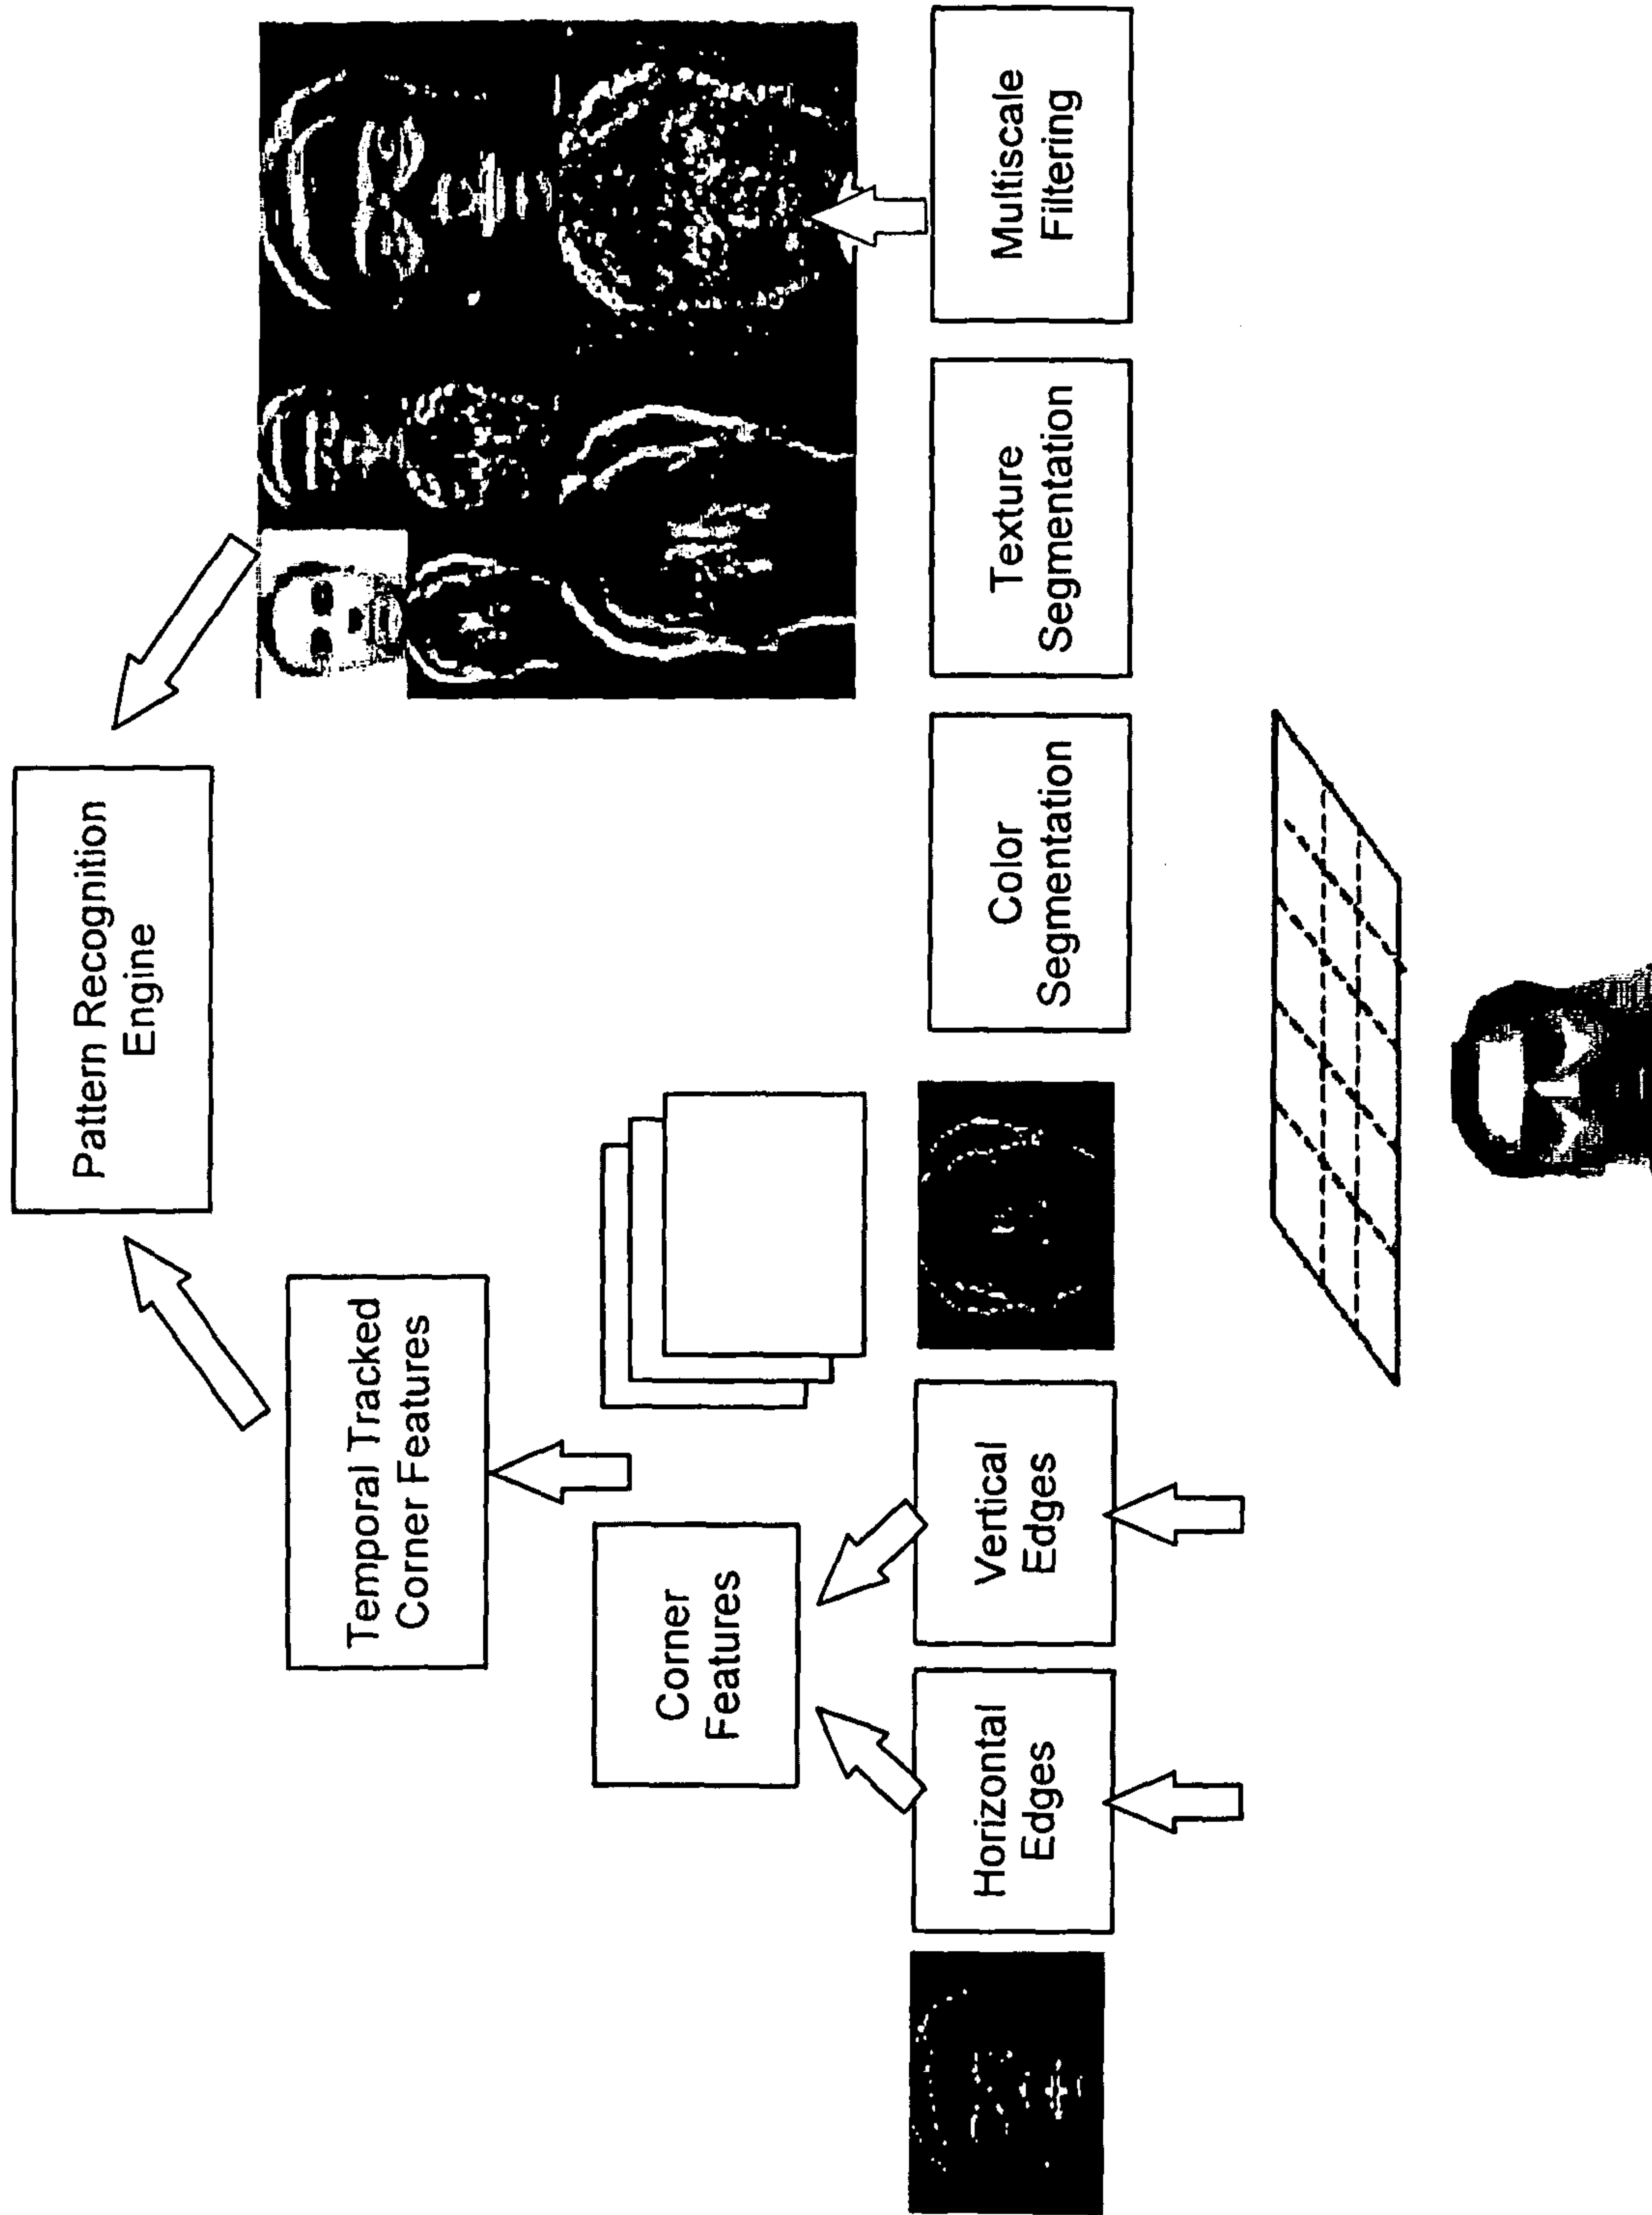 Pattern Recognition
Engine
Temporal Tracked
Corner Features
Corner
Features
Horizontal
Edges
Vertical
Edges
Color
Segmentation
Texture
Segmentation
Multiscale
Filtering